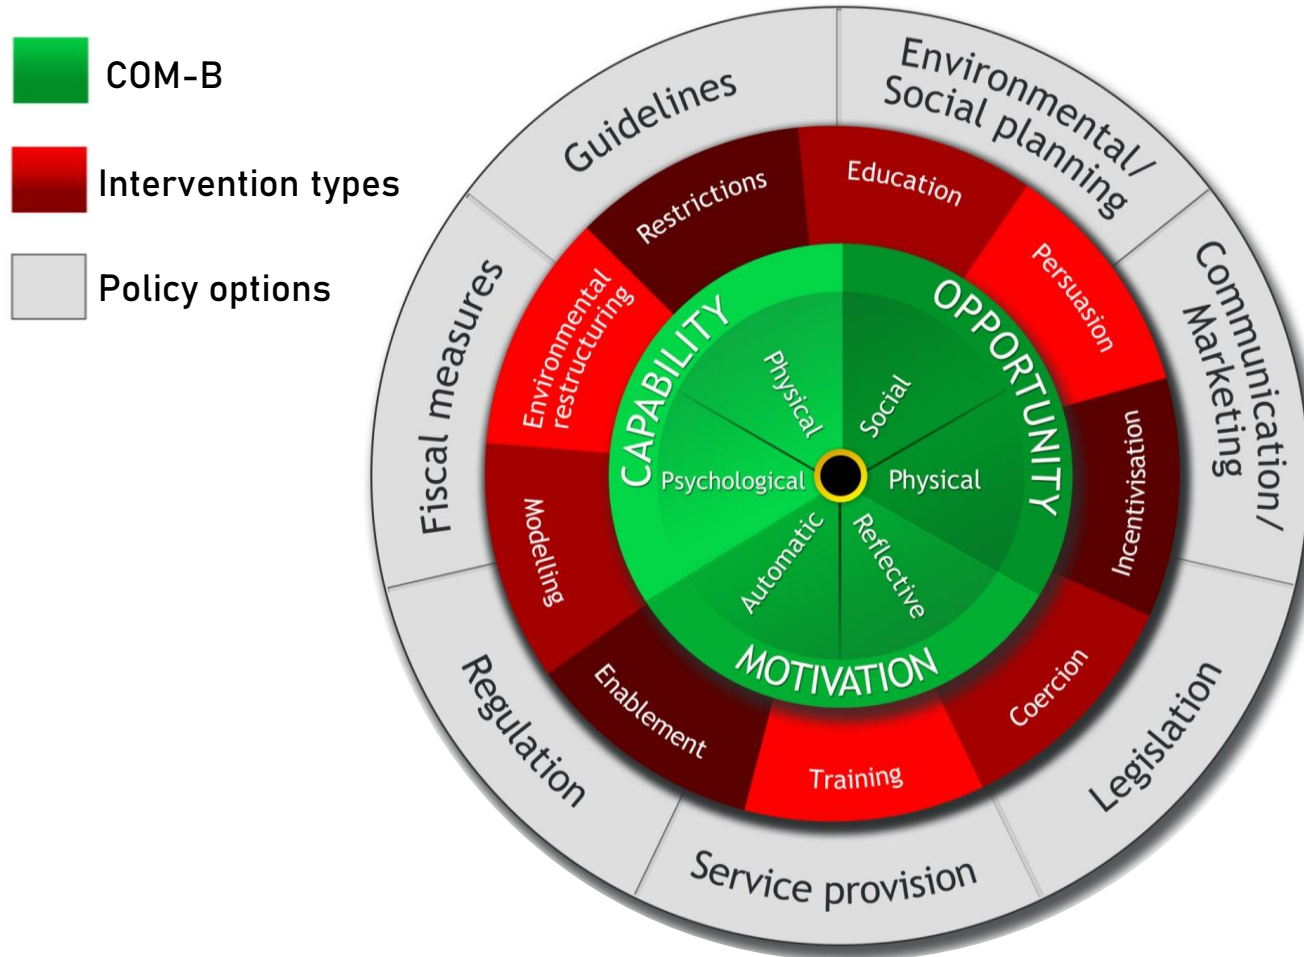 COM-B
Intervention types
Policy options
Guidelines
Environmental/
Social planning
Communication/
Marketing
Legislation
Service provision
Regulation
Fiscal measures
Restrictions
Education
Persuasion
Incentivisation
Coercion
Training
Enablement
Modelling
Environmental
restructuring
CAPABILITY
OPPORTUNITY
MOTIVATION
Physical
Social
Physical
Reflective
Automatic
Psychological